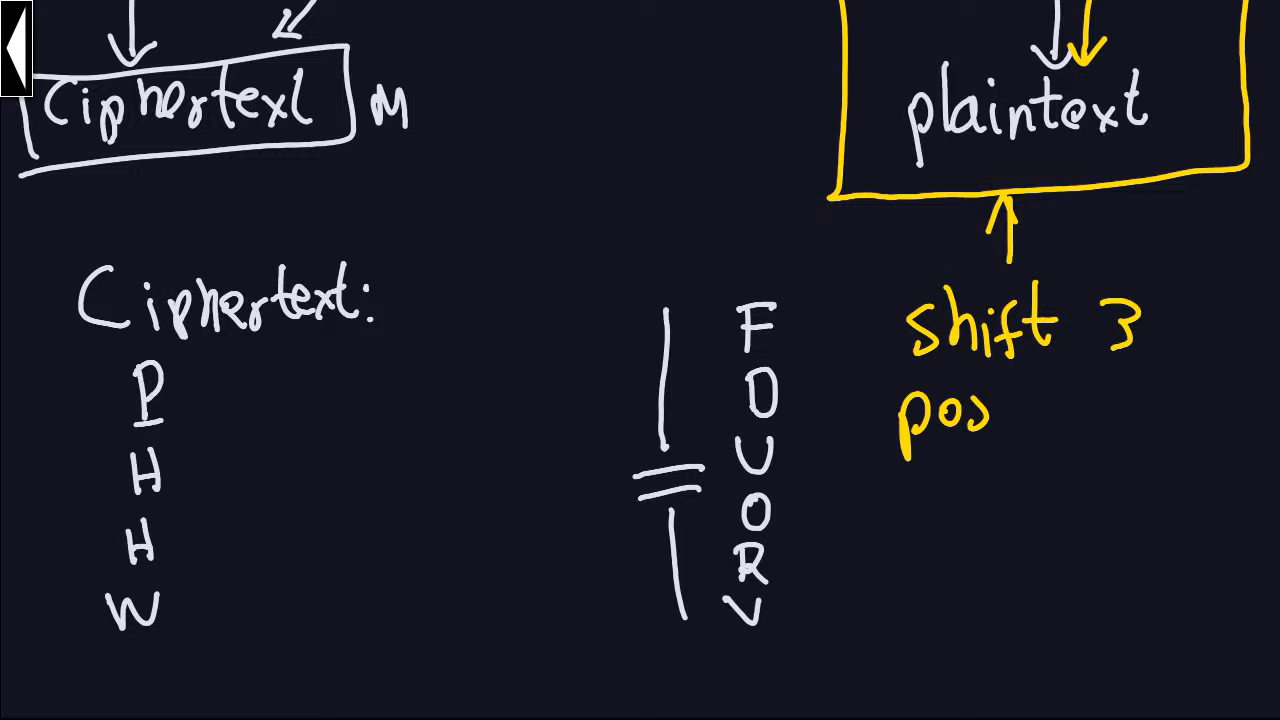 Ciphertext M
plaintext
Ciphertext:
P
H
H
W
F
D
U
O
R
V
shift 3
pos